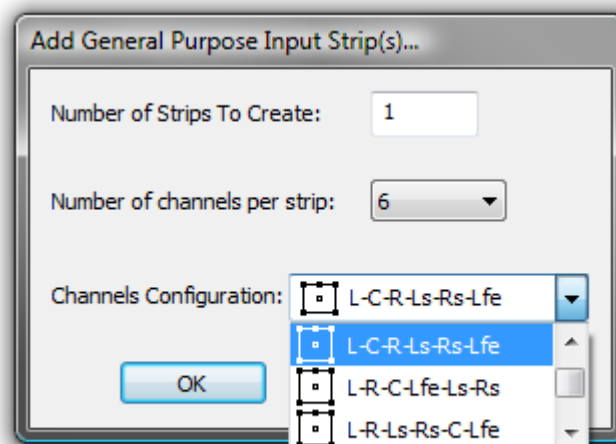 Add General Purpose Input Strip(s)...
Number of Strips To Create: 1
Number of channels per strip: 6
Channels Configuration: L-C-R-Ls-Rs-Lfe
L-C-R-Ls-Rs-Lfe
OK L-R-C-Lfe-Ls-Rs
L-R-Ls-Rs-C-Lfe